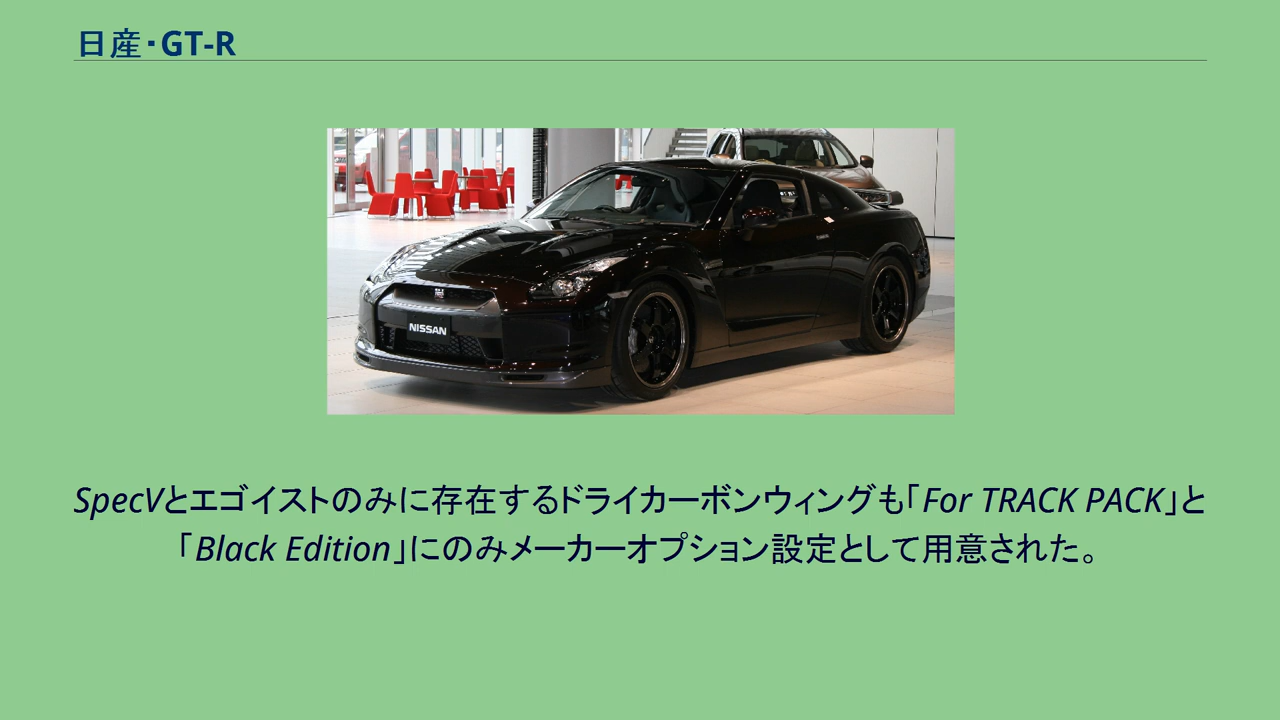 日産・GT-R
NISSAN
SpecVとエゴイストのみに存在するドライカーボンウィングも「For TRACK PACK」と
「Black Edition」にのみメーカーオプション設定として用意された。